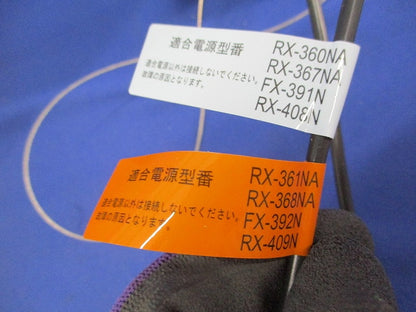 適合電源型番
適合電源以外は接続しないでください。
故障の原因となります。
RX-360NA
RX-367NA
FX-391N
RX-408N
適合電源型番
適合電源以外は接続しないでください。
故障の原因となります。
RX-361NA
RX-368NA
FX-392N
RX-409N